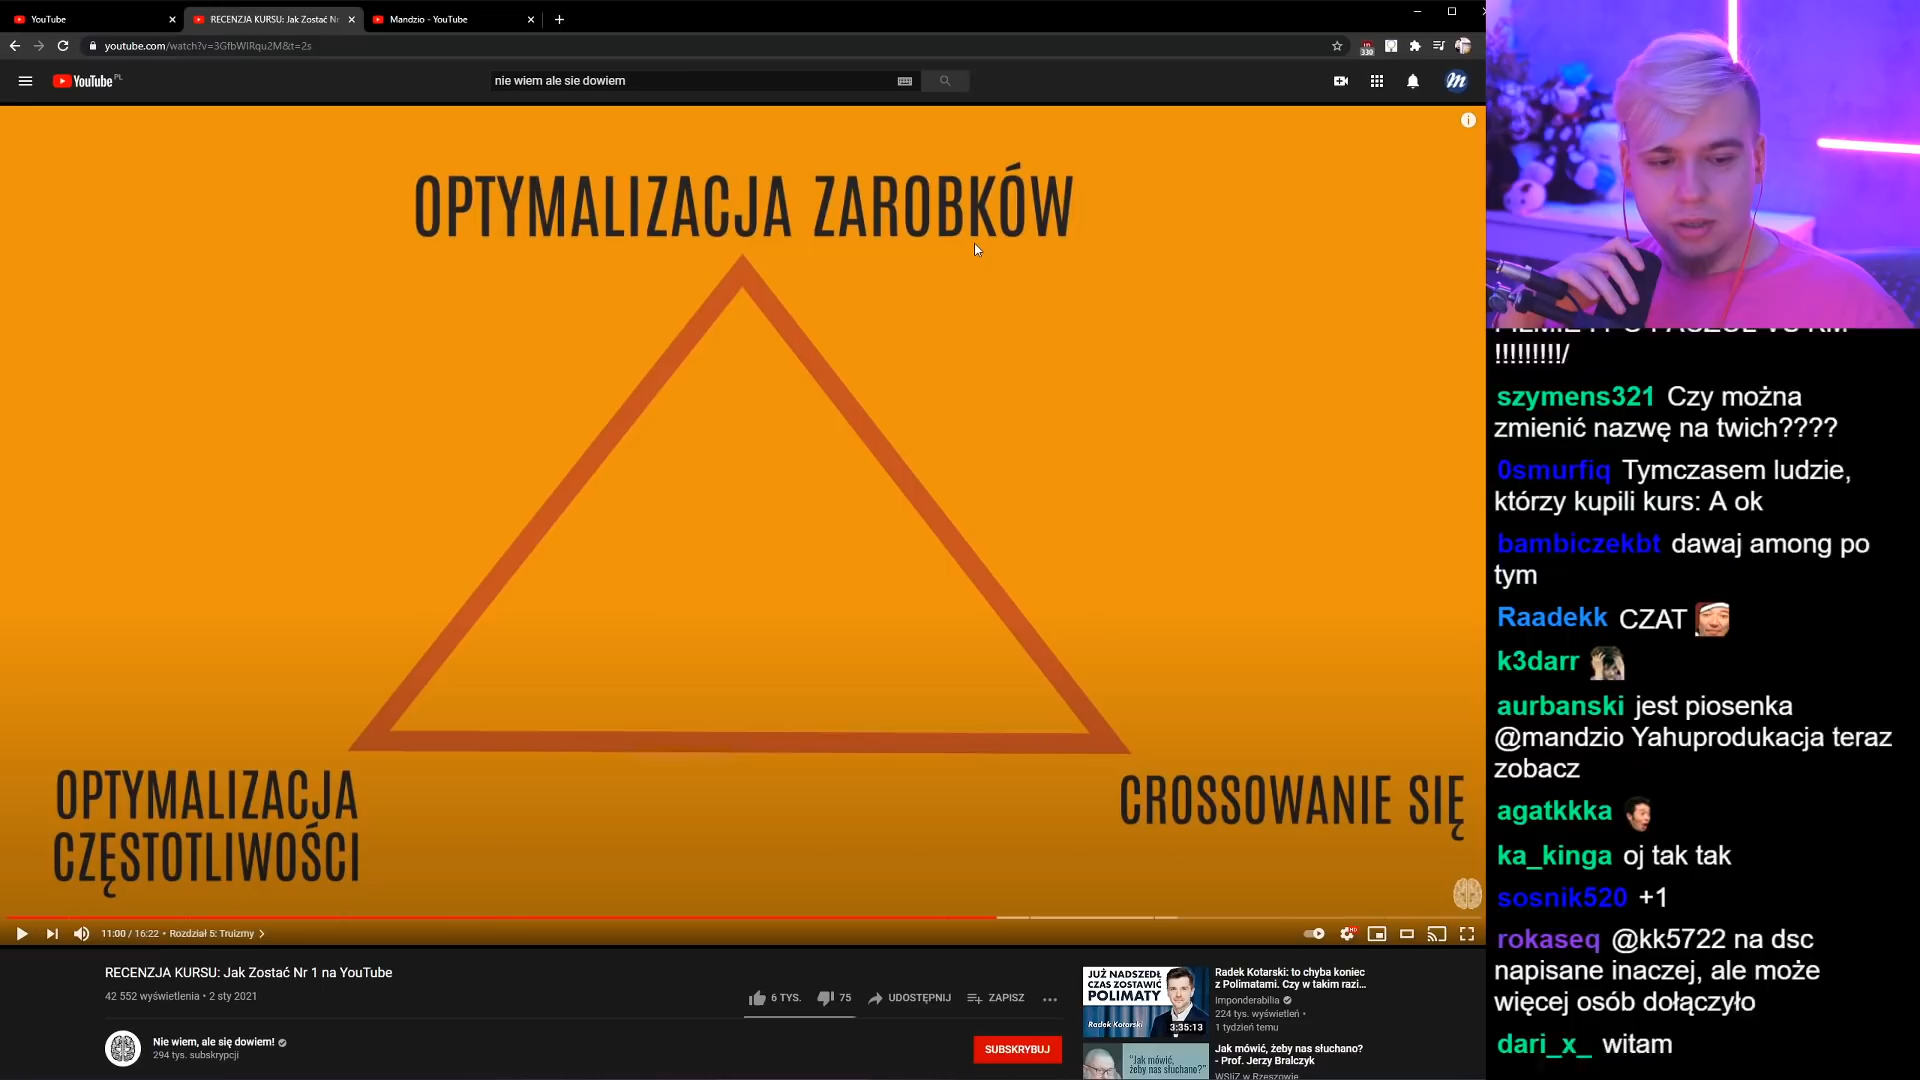 YouTube
RECENZJA KURSU: Jak Zostać Nr
Mandzio - YouTube
youtube.com/watch?v=3GfbWlRqu2M&t=2s
330
YouTube PL
nie wiem ale sie dowiem
OPTYMALIZACJA ZAROBKÓW
OPTYMALIZACJA
CZĘSTOTLIWOŚCI
CROSSOWANIE SIĘ
11:00 / 16:22 • Rozdział 5: Truizmy
RECENZJA KURSU: Jak Zostać Nr 1 na YouTube
42 552 wyświetlenia • 2 sty 2021
6 TYS.
75
UDOSTĘPNIJ
ZAPISZ
Nie wiem, ale się dowiem!
294 tys. subskrypcji
SUBSKRYBUJ
JUŻ NADSZEDŁ
CZAS ZOSTAWIĆ
POLIMATY
Radek Kotarski
3:35:13
Radek Kotarski: to chyba koniec
z Polimatami. Czy w takim razi...
Imponderabilia
224 tys. wyświetleń •
1 tydzień temu
"Jak mówić,
żeby nas słuchano?"
Jak mówić, żeby nas słuchano?
- Prof. Jerzy Bralczyk
WSIiZ w Rzeszowie
!!!!!!!!!/
szymens321 Czy można
zmienić nazwę na twich????
0smurfiq Tymczasem ludzie,
którzy kupili kurs: A ok
bambiczekbt dawaj among po
tym
Raadekk CZAT
k3darr
aurbanski jest piosenka
@mandzio Yahuprodukacja teraz
zobacz
agatkkka
ka_kinga oj tak tak
sosnik520 +1
rokaseq @kk5722 na dsc
napisane inaczej, ale może
więcej osób dołączyło
dari_x_ witam